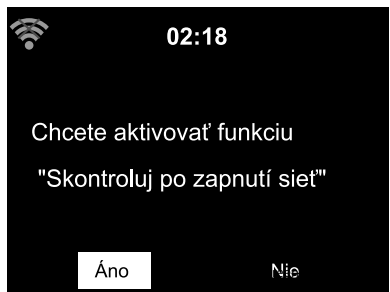 02:18
Chcete aktivovať funkciu
"Skontroluj po zapnutí sieť"
Áno Nie